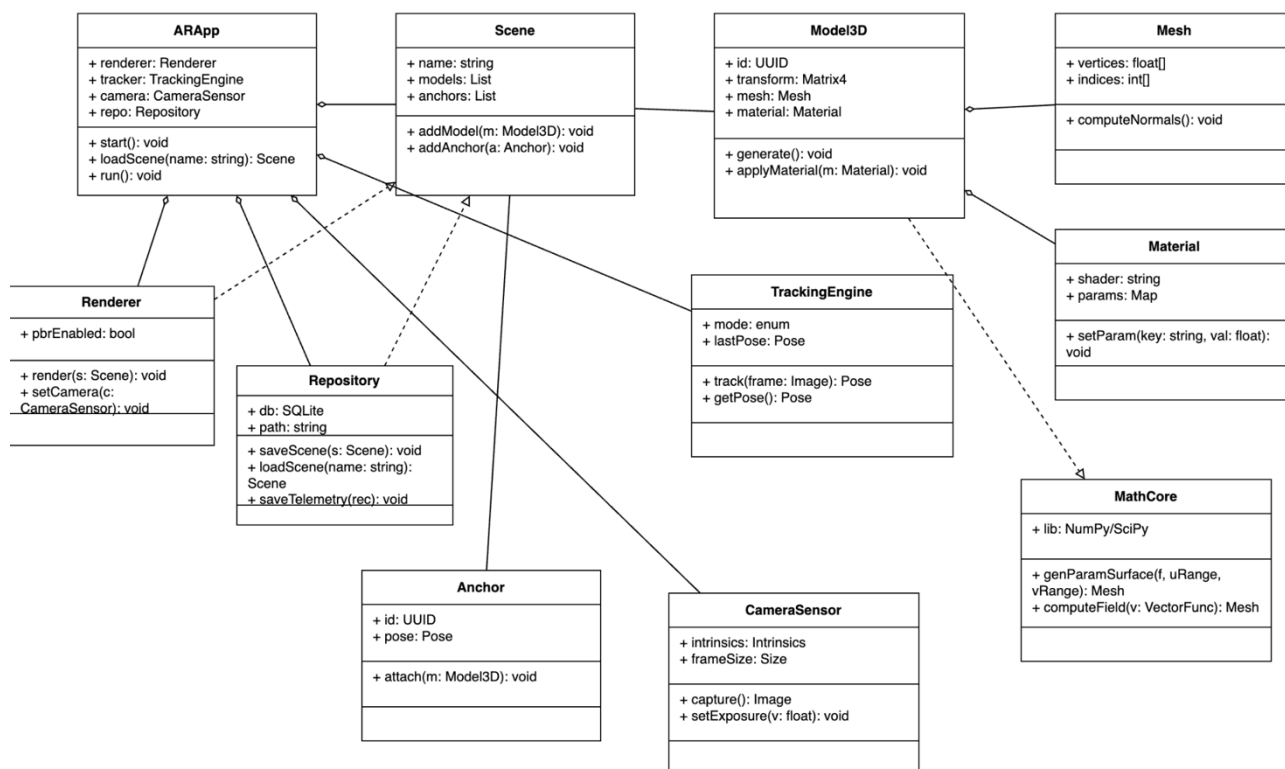 ARApp
+ renderer: Renderer
+ tracker: TrackingEngine
+ camera: CameraSensor
+ repo: Repository
+ start(): void
+ loadScene(name: string): Scene
+ run(): void
Scene
+ name: string
+ models: List
+ anchors: List
+ addModel(m: Model3D): void
+ addAnchor(a: Anchor): void
Model3D
+ id: UUID
+ transform: Matrix4
+ mesh: Mesh
+ material: Material
+ generate(): void
+ applyMaterial(m: Material): void
Mesh
+ vertices: float[]
+ indices: int[]
+ computeNormals(): void
Material
+ shader: string
+ params: Map
+ setParam(key: string, val: float):
void
Renderer
+ pbrEnabled: bool
+ render(s: Scene): void
+ setCamera(c:
CameraSensor): void
Repository
+ db: SQLite
+ path: string
+ saveScene(s: Scene): void
+ loadScene(name: string):
Scene
+ saveTelemetry(rec): void
TrackingEngine
+ mode: enum
+ lastPose: Pose
+ track(frame: Image): Pose
+ getPose(): Pose
MathCore
+ lib: NumPy/SciPy
+ genParamSurface(f, uRange,
vRange): Mesh
+ computeField(v: VectorFunc): Mesh
Anchor
+ id: UUID
+ pose: Pose
+ attach(m: Model3D): void
CameraSensor
+ intrinsics: Intrinsics
+ frameSize: Size
+ capture(): Image
+ setExposure(v: float): void